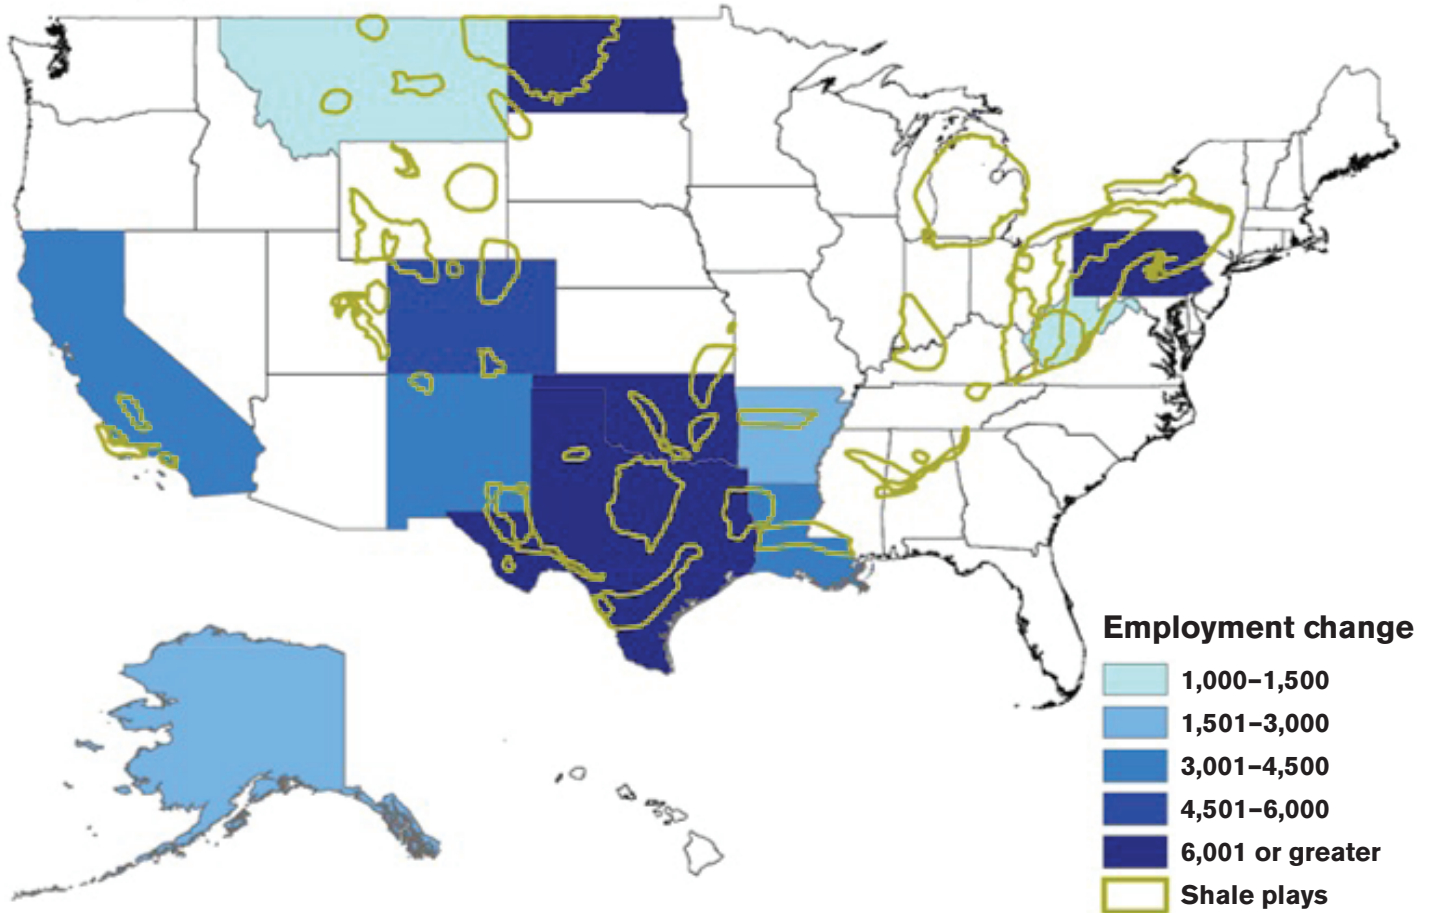 Employment change
1,000–1,500
1,501–3,000
3,001–4,500
4,501–6,000
6,001 or greater
Shale plays